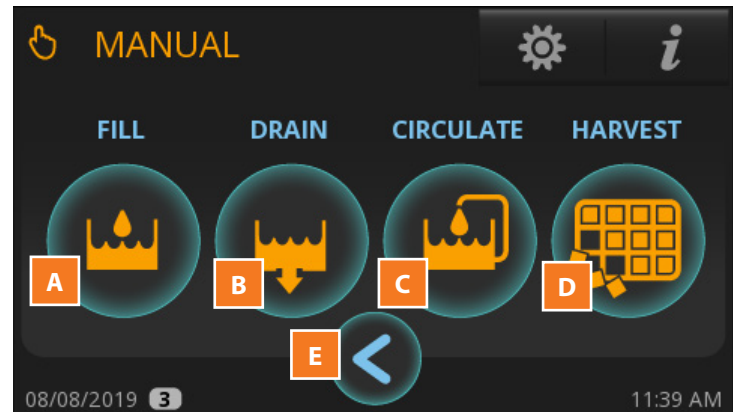 MANUAL i
FILL DRAIN CIRCULATE HARVEST
A B C D
E
08/08/2019 3 11:39 AM